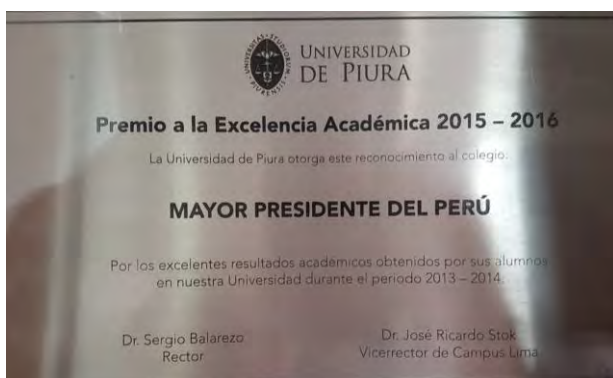 UNIVERSIDAD
DE PIURA
Premio a la Excelencia Académica 2015 – 2016
La Universidad de Piura otorga este reconocimiento al colegio:
MAYOR PRESIDENTE DEL PERÚ
Por los excelentes resultados académicos obtenidos por sus alumnos
en nuestra Universidad durante el periodo 2013 – 2014.
Dr. Sergio Balarezo
Rector
Dr. José Ricardo Stok
Vicerrector de Campus Lima